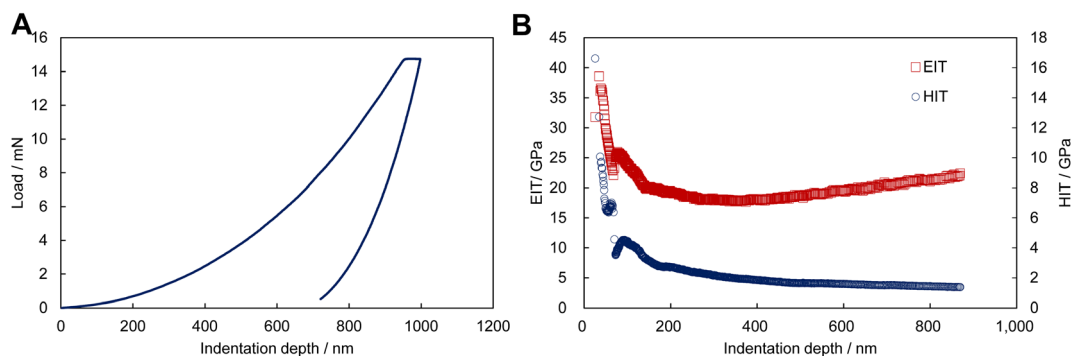 A
16
14
12
10
8
6
4
2
0
Load / mN
0 200 400 600 800 1000 1200
Indentation depth / nm
B
45
40
35
30
25
20
15
10
5
0
EIT/ GPa
EIT
HIT
18
16
14
12
10
8
6
4
2
0
HIT / GPa
0 200 400 600 800 1,000
Indentation depth / nm